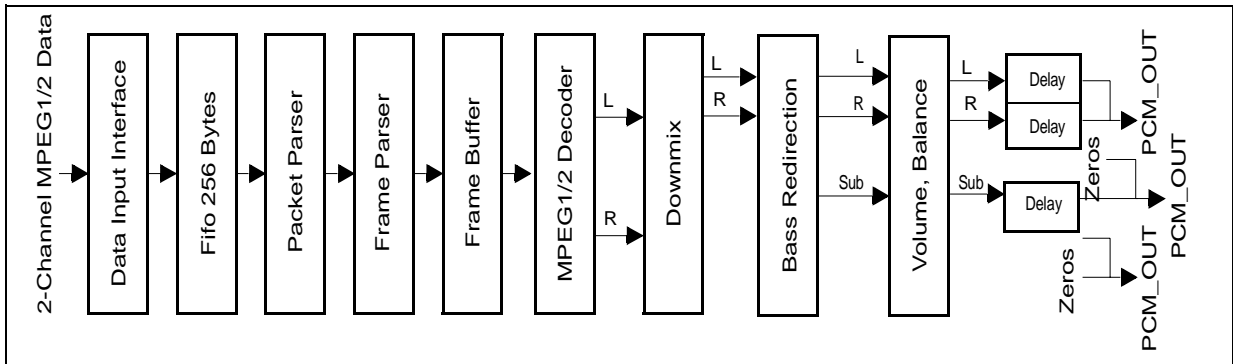 2-Channel MPEG1/2 Data
Data Input Interface
Fifo 256 Bytes
Packet Parser
Frame Parser
Frame Buffer
MPEG1/2 Decoder
L
R
Downmix
L
R
Bass Redirection
L
R
Sub
Volume, Balance
L
R
Sub
Delay
Delay
Delay
Zeros
Zeros
PCM_OUT
PCM_OUT
PCM_OUT